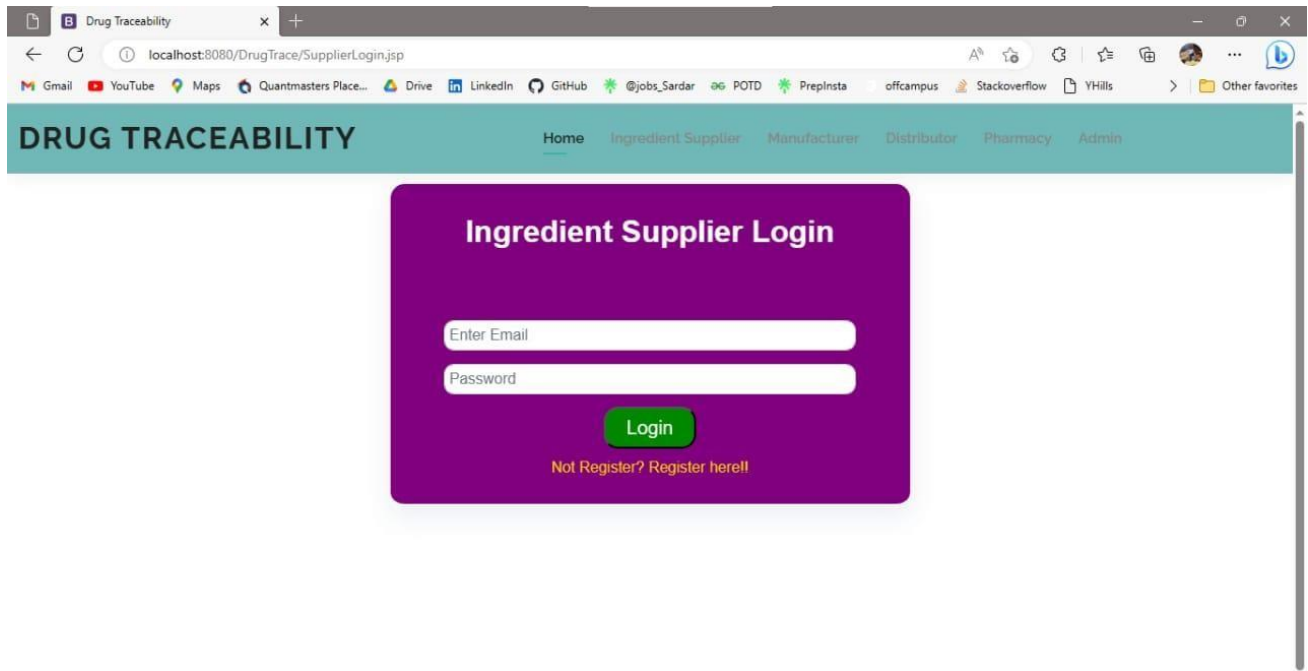 B Drug Traceability
localhost:8080/DrugTrace/SupplierLogin.jsp
Gmail YouTube Maps Quantmasters Place... Drive in LinkedIn GitHub @jobs_Sardar POTD PrepInsta offcampus Stackoverflow YHills Other favorites
DRUG TRACEABILITY Home Ingredient Supplier Manufacturer Distributor Pharmacy Admin
Ingredient Supplier Login
Enter Email
Password
Login
Not Register? Register here!!